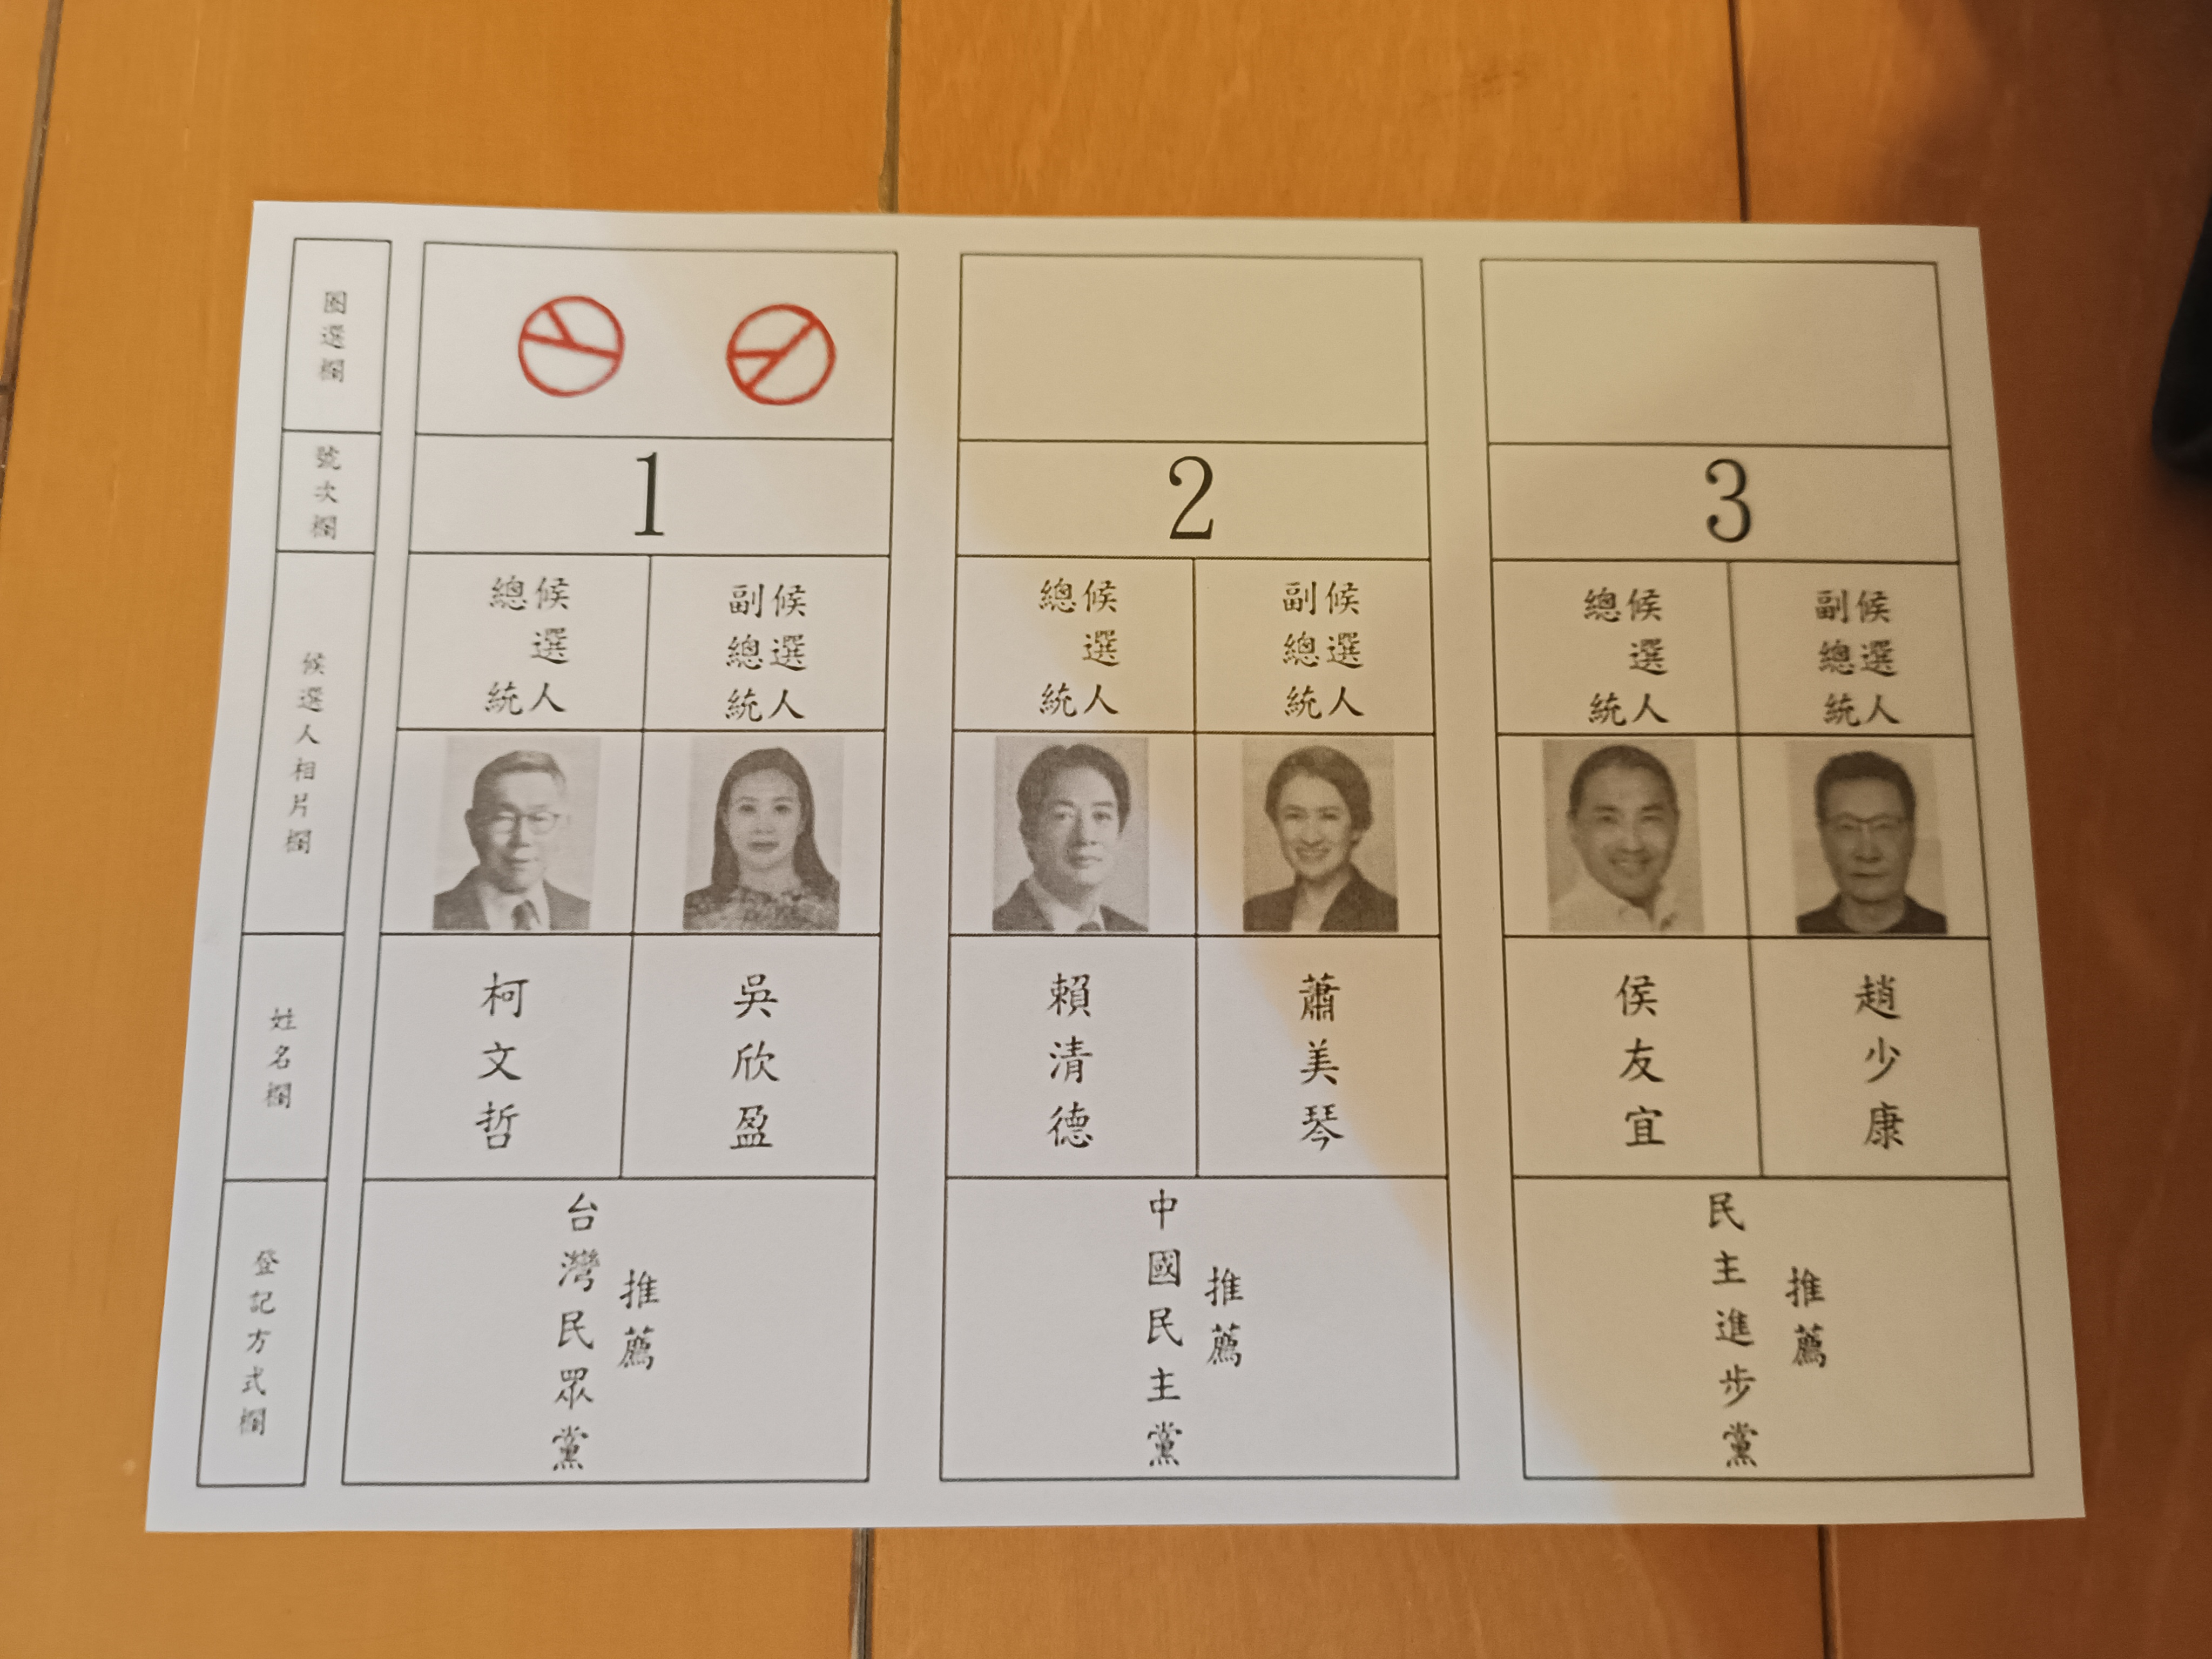 圈選欄
號次欄
候選人相片欄
姓名欄
登記方式欄
1
總統候選人
副總統候選人
柯文哲
吳欣盈
台灣民眾黨
推薦
2
總統候選人
副總統候選人
賴清德
蕭美琴
中國民主黨
推薦
3
總統候選人
副總統候選人
侯友宜
趙少康
民主進步黨
推薦